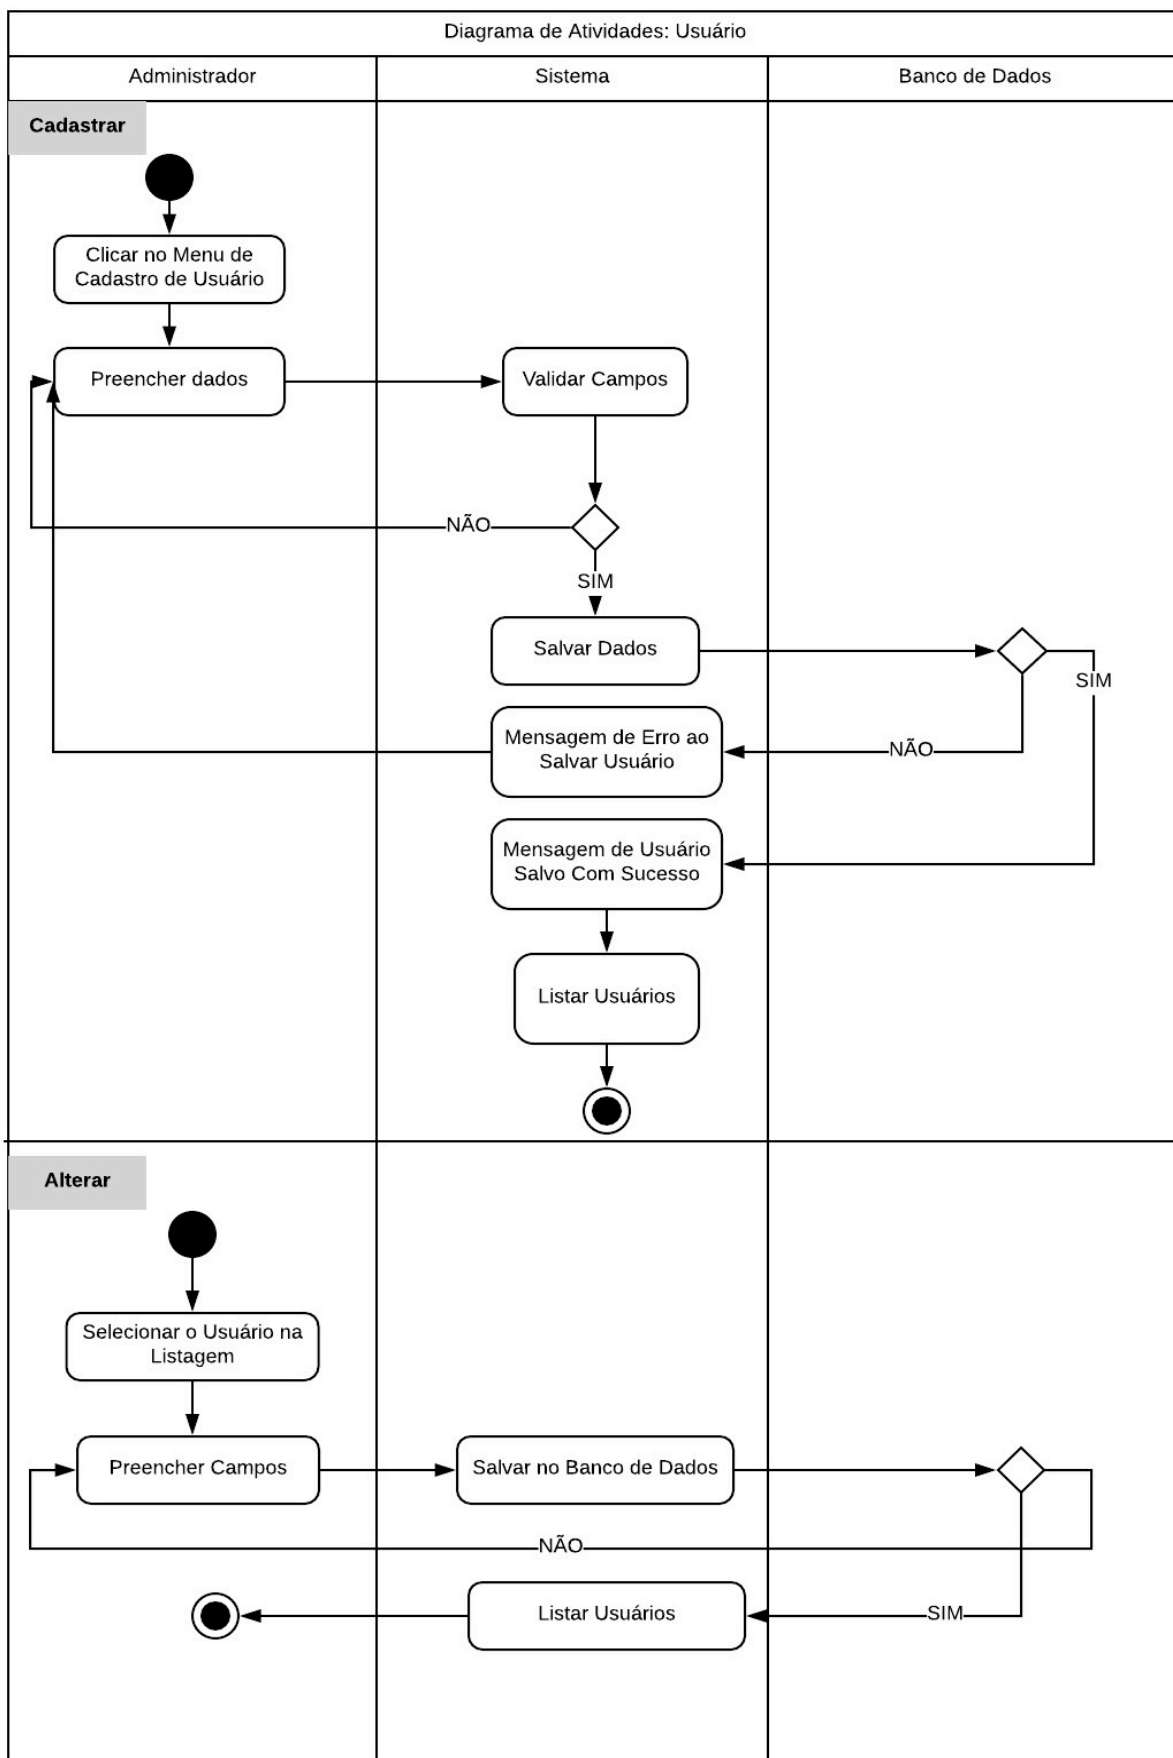 Diagrama de Atividades: Usuário
Administrador
Sistema
Banco de Dados
Cadastrar
Clicar no Menu de
Cadastro de Usuário
Preencher dados
Validar Campos
NÃO
SIM
Salvar Dados
SIM
Mensagem de Erro ao
Salvar Usuário
NÃO
Mensagem de Usuário
Salvo Com Sucesso
Listar Usuários
Alterar
Selecionar o Usuário na
Listagem
Preencher Campos
Salvar no Banco de Dados
NÃO
Listar Usuários
SIM